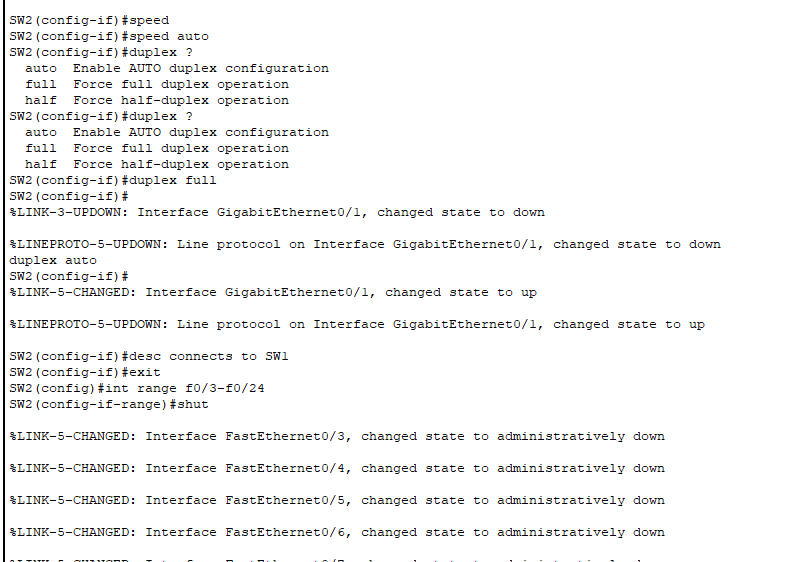 SW2(config-if)#speed
SW2(config-if)#speed auto
SW2(config-if)#duplex ?
  auto  Enable AUTO duplex configuration
  full  Force full duplex operation
  half  Force half-duplex operation
SW2(config-if)#duplex ?
  auto  Enable AUTO duplex configuration
  full  Force full duplex operation
  half  Force half-duplex operation
SW2(config-if)#duplex full
SW2(config-if)#
%LINK-3-UPDOWN: Interface GigabitEthernet0/1, changed state to down
%LINEPROTO-5-UPDOWN: Line protocol on Interface GigabitEthernet0/1, changed state to down
duplex auto
SW2(config-if)#
%LINK-5-CHANGED: Interface GigabitEthernet0/1, changed state to up
%LINEPROTO-5-UPDOWN: Line protocol on Interface GigabitEthernet0/1, changed state to up
SW2(config-if)#desc connects to SW1
SW2(config-if)#exit
SW2(config)#int range f0/3-f0/24
SW2(config-if-range)#shut
%LINK-5-CHANGED: Interface FastEthernet0/3, changed state to administratively down
%LINK-5-CHANGED: Interface FastEthernet0/4, changed state to administratively down
%LINK-5-CHANGED: Interface FastEthernet0/5, changed state to administratively down
%LINK-5-CHANGED: Interface FastEthernet0/6, changed state to administratively down